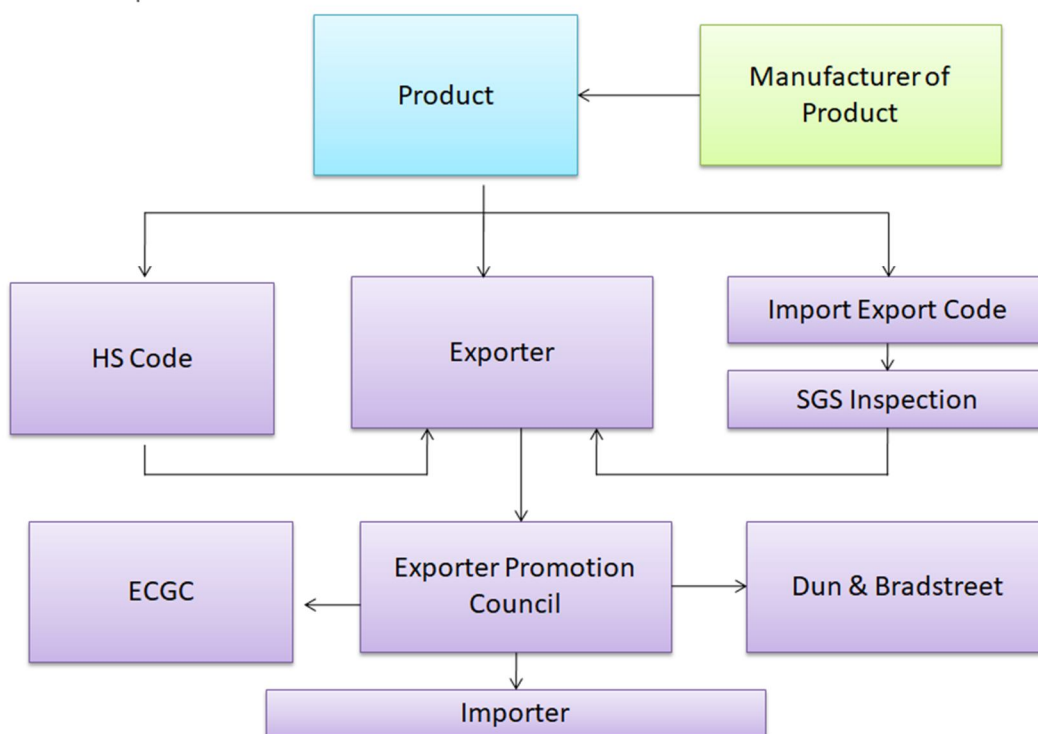 Product
Manufacturer of
Product
HS Code
Exporter
Import Export Code
SGS Inspection
ECGC
Exporter Promotion
Council
Dun & Bradstreet
Importer